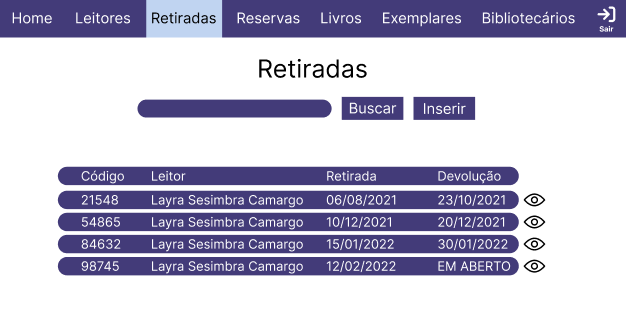 Home Leitores Retiradas Reservas Livros Exemplares Bibliotecários Sair
Retiradas
Buscar Inserir
Código Leitor Retirada Devolução
21548 Layra Sesimbra Camargo 06/08/2021 23/10/2021
54865 Layra Sesimbra Camargo 10/12/2021 20/12/2021
84632 Layra Sesimbra Camargo 15/01/2022 30/01/2022
98745 Layra Sesimbra Camargo 12/02/2022 EM ABERTO